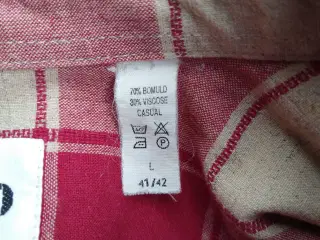 70% BOMULD
30% VISCOSE
CASUAL
L
41/42